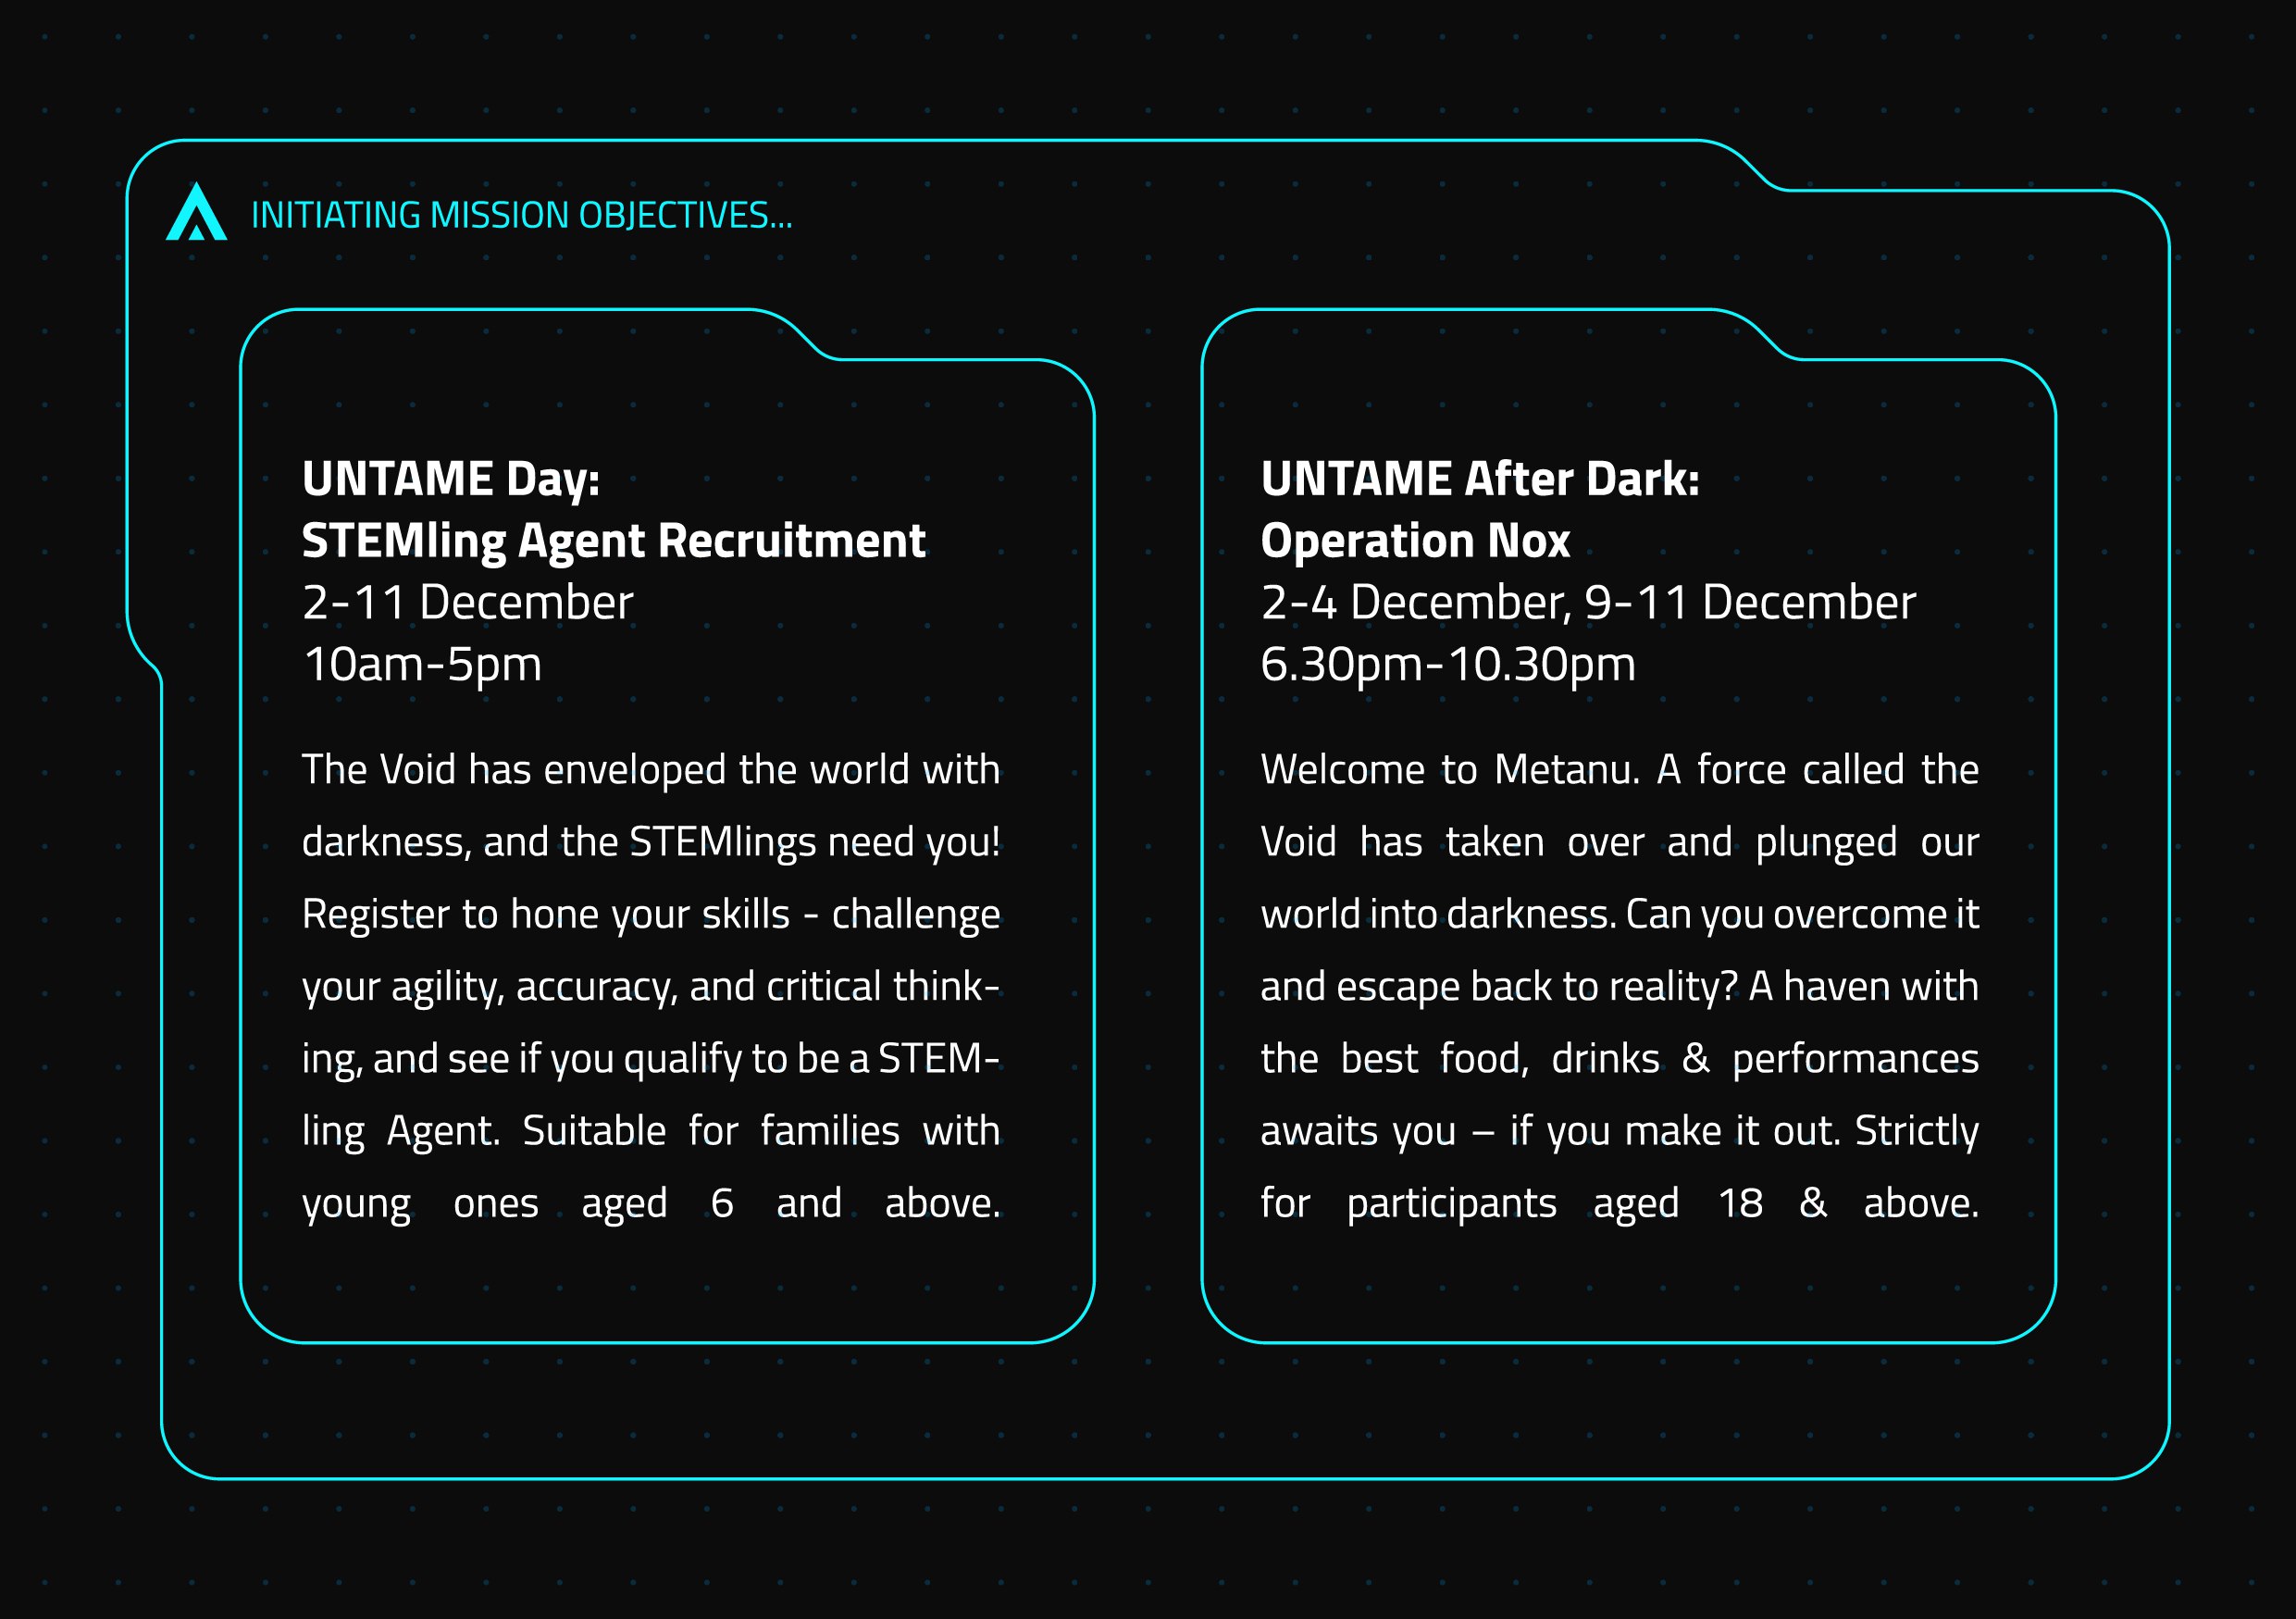 INITIATING MISSION OBJECTIVES...
UNTAME Day:
STEMling Agent Recruitment
2-11 December
10am-5pm
The Void has enveloped the world with
darkness, and the STEMlings need you!
Register to hone your skills - challenge
your agility, accuracy, and critical think-
ing, and see if you qualify to be a STEM-
ling Agent. Suitable for families with
young ones aged 6 and above.
UNTAME After Dark:
Operation Nox
2-4 December, 9-11 December
6.30pm-10.30pm
Welcome to Metanu. A force called the
Void has taken over and plunged our
world into darkness. Can you overcome it
and escape back to reality? A haven with
the best food, drinks & performances
awaits you – if you make it out. Strictly
for participants aged 18 & above.